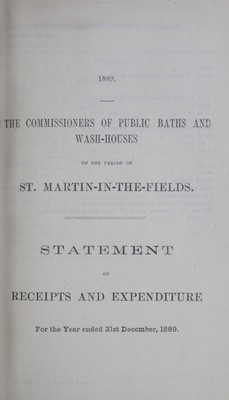 1889.
THE COMMISSIONERS OF PUBLIC BATHS AND
WASH-HOUSES
OF THE PARISH OF
ST. MARTIN-IN-THE-FIELDS.
STATEMENT
OF
RECEIPTS AND EXPENDITURE
For the Year ended 31st December, 1889.